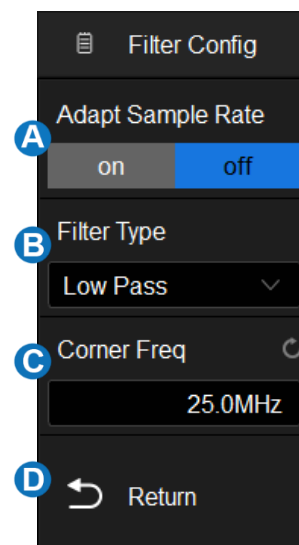 Filter Config
Adapt Sample Rate
A
on off
B
Filter Type
Low Pass
C
Corner Freq
25.0MHz
D
Return